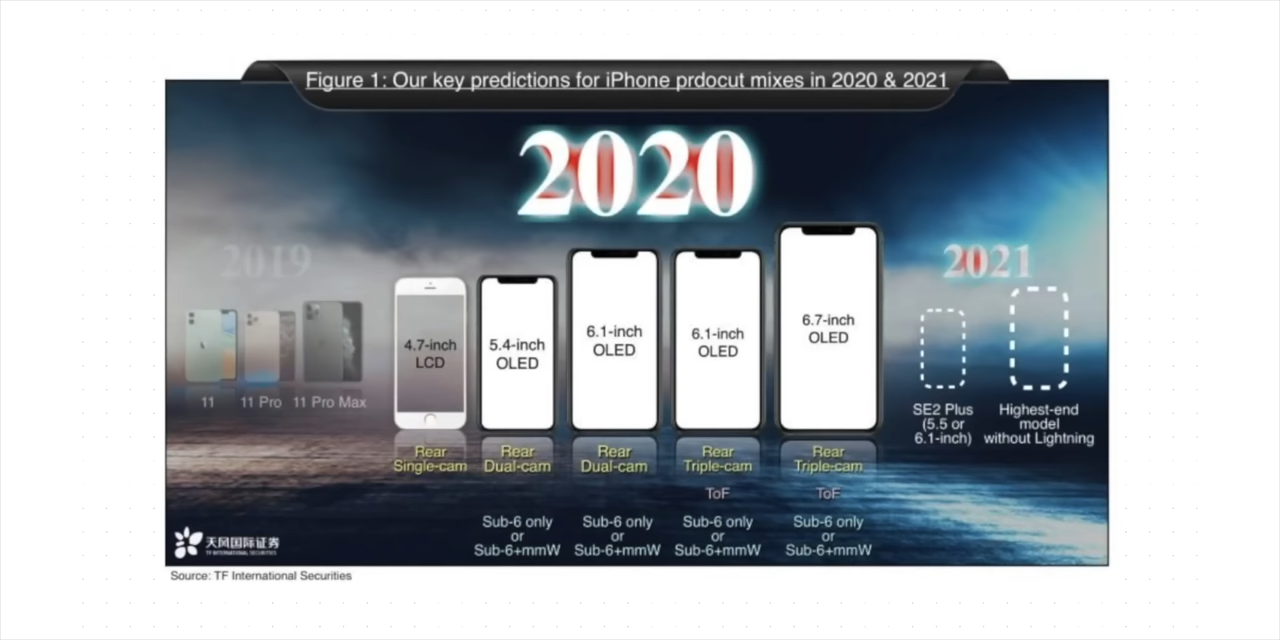 Figure 1: Our key predictions for iPhone prdocut mixes in 2020 & 2021
2020
2019
2021
11
11 Pro
11 Pro Max
4.7-inch
LCD
5.4-inch
OLED
6.1-inch
OLED
6.1-inch
OLED
6.7-inch
OLED
SE2 Plus
(5.5 or
6.1-inch)
Highest-end
model
without Lightning
Rear
Single-cam
Rear
Dual-cam
Rear
Dual-cam
Rear
Triple-cam
Rear
Triple-cam
ToF
ToF
Sub-6 only
or
Sub-6+mmW
Sub-6 only
or
Sub-6+mmW
Sub-6 only
or
Sub-6+mmW
Sub-6 only
or
Sub-6+mmW
天风国际证券
TF INTERNATIONAL SECURITIES
Source: TF International Securities